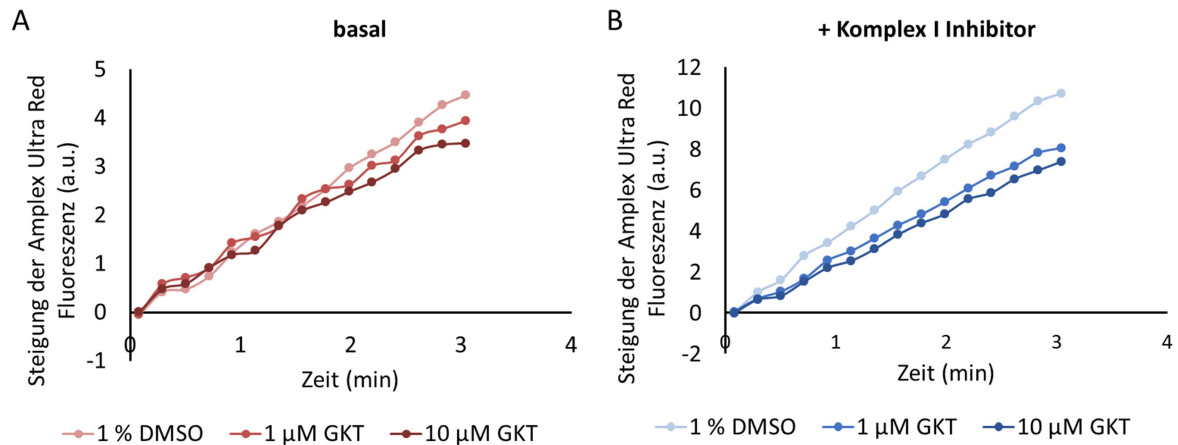 A
basal
Steigung der Amplex Ultra Red
Fluoreszenz (a.u.)
5
4
3
2
1
0
-1
0
1
2
3
4
Zeit (min)
1 % DMSO
1 µM GKT
10 µM GKT
B
+ Komplex I Inhibitor
Steigung der Amplex Ultra Red
Fluoreszenz (a.u.)
12
10
8
6
4
2
0
-2
0
1
2
3
4
Zeit (min)
1 % DMSO
1 µM GKT
10 µM GKT